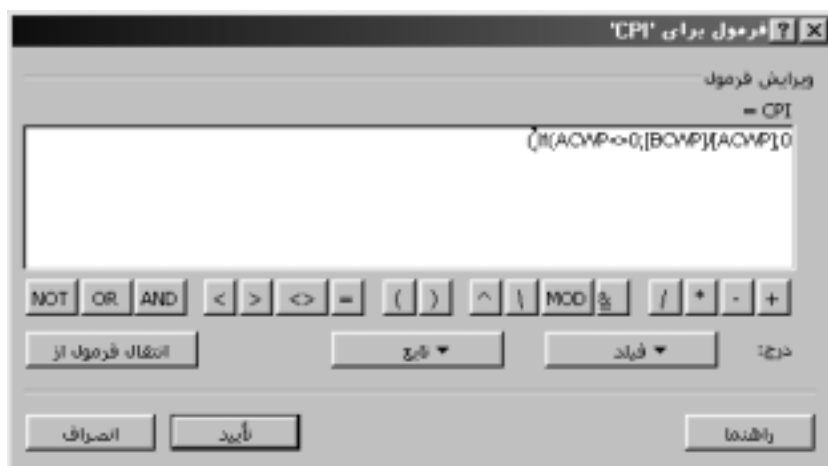 فرمول برای 'CPI'
ویرایش فرمول
= CPI
(If(ACWP<>0;[BCWP]/[ACWP];0
+ - * / & MOD \ ^ ( ) = <> < > AND OR NOT
درج: فیلد تابع انتقال فرمول از
راهنما تأیید انصراف